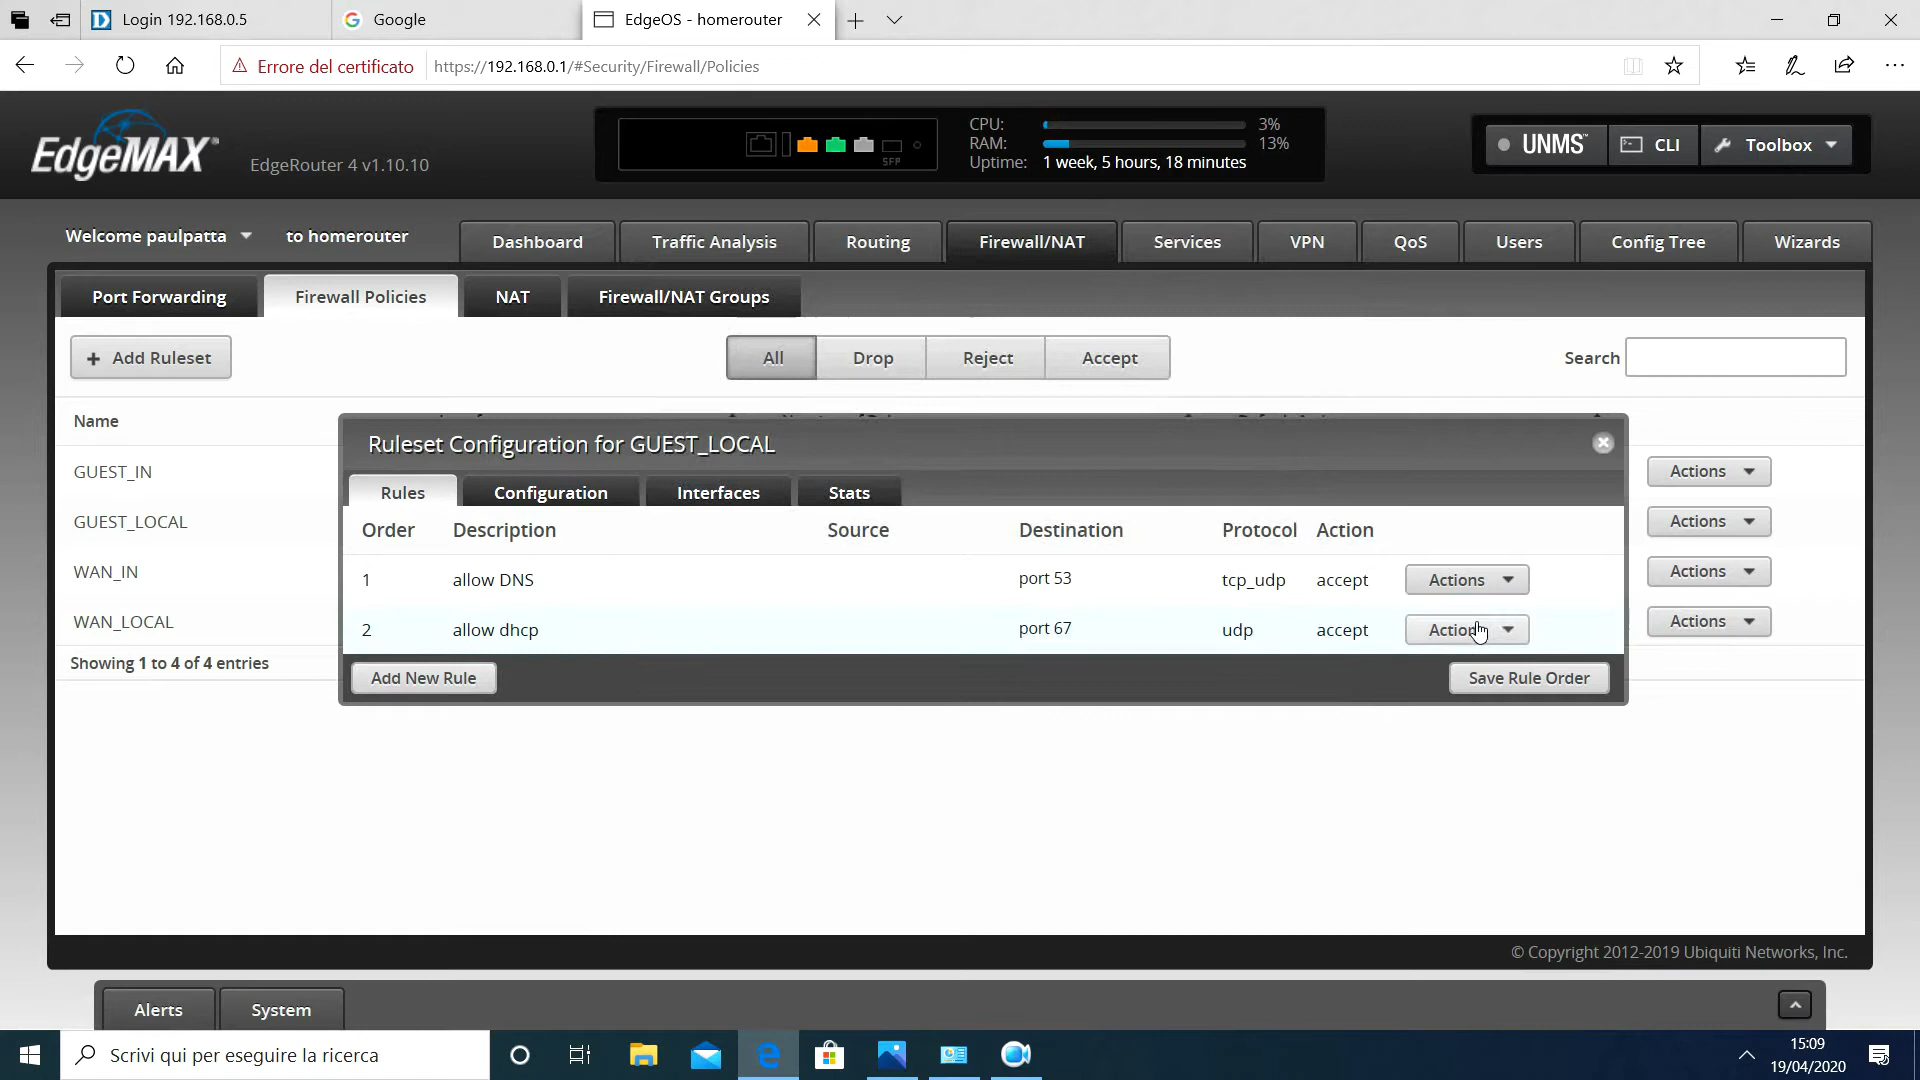 Login 192.168.0.5
Google
EdgeOS - homerouter
Errore del certificato
https://192.168.0.1/#Security/Firewall/Policies
EdgeMAX®
EdgeRouter 4 v1.10.10
SFP
CPU: 3%
RAM: 13%
Uptime: 1 week, 5 hours, 18 minutes
UNMS™
CLI
Toolbox
Welcome paulpatta
to homerouter
Dashboard
Traffic Analysis
Routing
Firewall/NAT
Services
VPN
QoS
Users
Config Tree
Wizards
Port Forwarding
Firewall Policies
NAT
Firewall/NAT Groups
+ Add Ruleset
All
Drop
Reject
Accept
Search
Name
GUEST_IN
Actions
GUEST_LOCAL
Actions
WAN_IN
Actions
WAN_LOCAL
Actions
Showing 1 to 4 of 4 entries
Ruleset Configuration for GUEST_LOCAL
Rules
Configuration
Interfaces
Stats
Order Description Source Destination Protocol Action
1 allow DNS port 53 tcp_udp accept Actions
2 allow dhcp port 67 udp accept Actions
Add New Rule
Save Rule Order
© Copyright 2012-2019 Ubiquiti Networks, Inc.
Alerts
System
Scrivi qui per eseguire la ricerca
15:09
19/04/2020